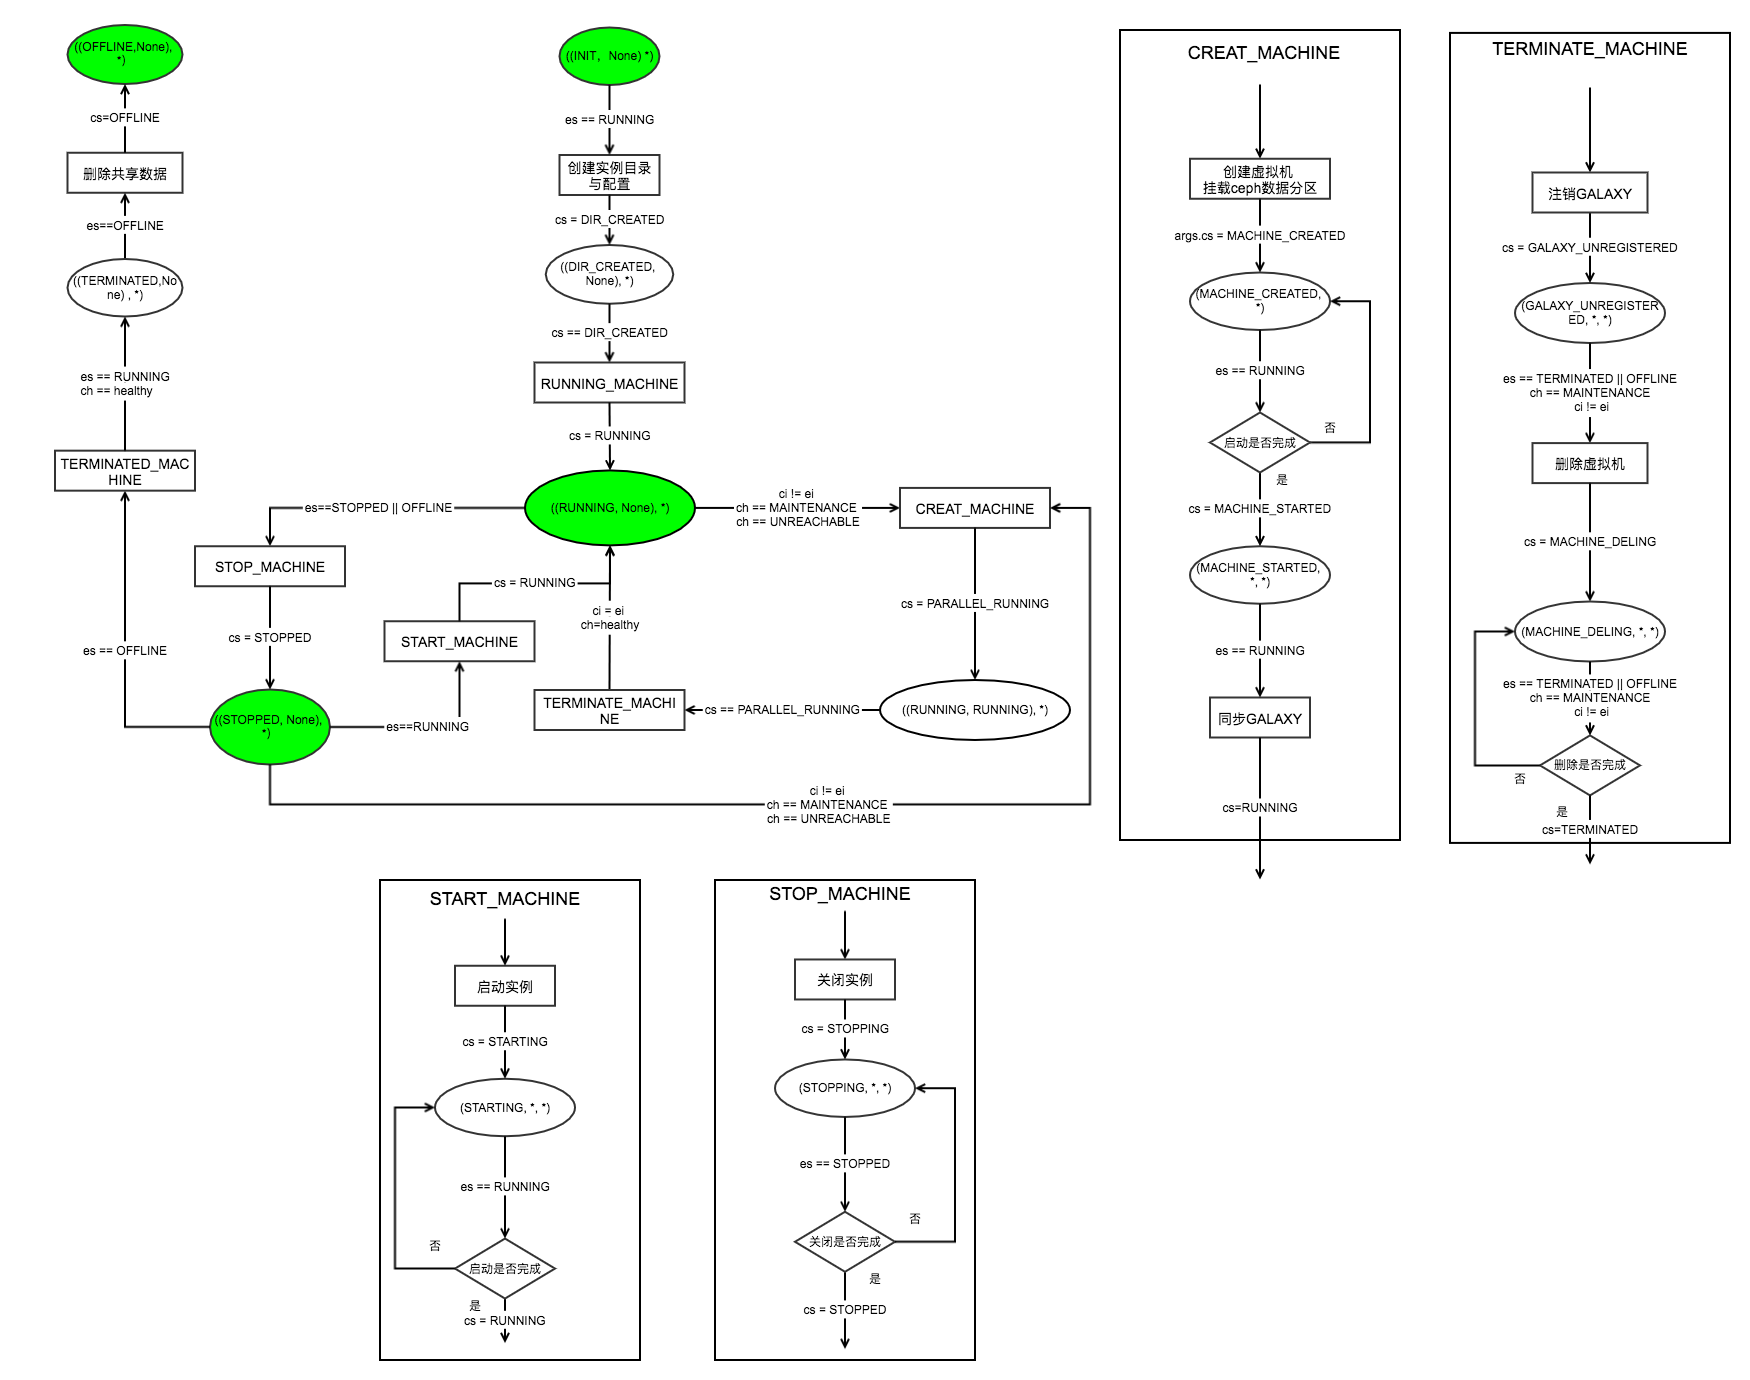 ((OFFLINE,None),
*)
cs=OFFLINE
删除共享数据
es==OFFLINE
((TERMINATED,No
ne) , *)
es == RUNNING
ch == healthy
TERMINATED_MAC
HINE
es == OFFLINE
((INIT,  None) *)
es == RUNNING
创建实例目录
与配置
cs = DIR_CREATED
((DIR_CREATED,
None), *)
cs == DIR_CREATED
RUNNING_MACHINE
cs = RUNNING
((RUNNING, None), *)
es==STOPPED || OFFLINE
STOP_MACHINE
cs = STOPPED
((STOPPED, None),
*)
es==RUNNING
START_MACHINE
cs = RUNNING
ci = ei
ch=healthy
TERMINATE_MACHI
NE
cs == PARALLEL_RUNNING
((RUNNING, RUNNING), *)
cs = PARALLEL_RUNNING
CREAT_MACHINE
ci != ei
ch == MAINTENANCE
ch == UNREACHABLE
ci != ei
ch == MAINTENANCE
ch == UNREACHABLE
CREAT_MACHINE
创建虚拟机
挂载ceph数据分区
args.cs = MACHINE_CREATED
(MACHINE_CREATED,
*)
es == RUNNING
启动是否完成
否
是
cs = MACHINE_STARTED
(MACHINE_STARTED,
*, *)
es == RUNNING
同步GALAXY
cs=RUNNING
TERMINATE_MACHINE
注销GALAXY
cs = GALAXY_UNREGISTERED
(GALAXY_UNREGISTER
ED, *, *)
es == TERMINATED || OFFLINE
ch == MAINTENANCE
ci != ei
删除虚拟机
cs = MACHINE_DELING
(MACHINE_DELING, *, *)
es == TERMINATED || OFFLINE
ch == MAINTENANCE
ci != ei
删除是否完成
否
是
cs=TERMINATED
START_MACHINE
启动实例
cs = STARTING
(STARTING, *, *)
es == RUNNING
否
启动是否完成
是
cs = RUNNING
STOP_MACHINE
关闭实例
cs = STOPPING
(STOPPING, *, *)
es == STOPPED
否
关闭是否完成
是
cs = STOPPED